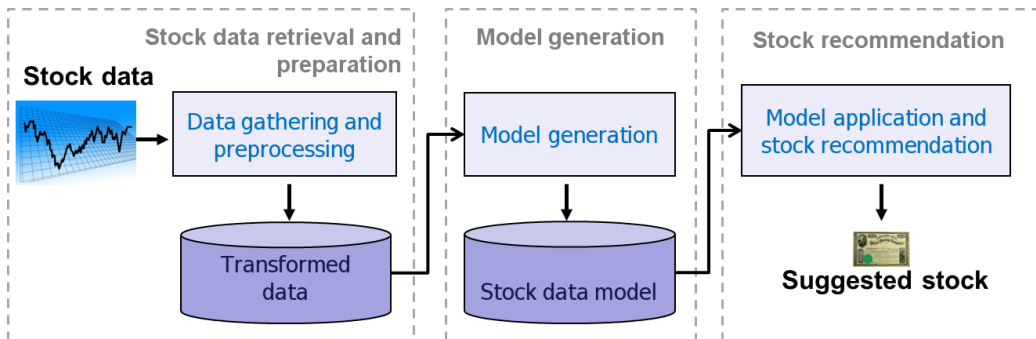 Stock data retrieval and
preparation
Stock data
Data gathering and
preprocessing
Transformed
data
Model generation
Model generation
Stock data model
Stock recommendation
Model application and
stock recommendation
Suggested stock